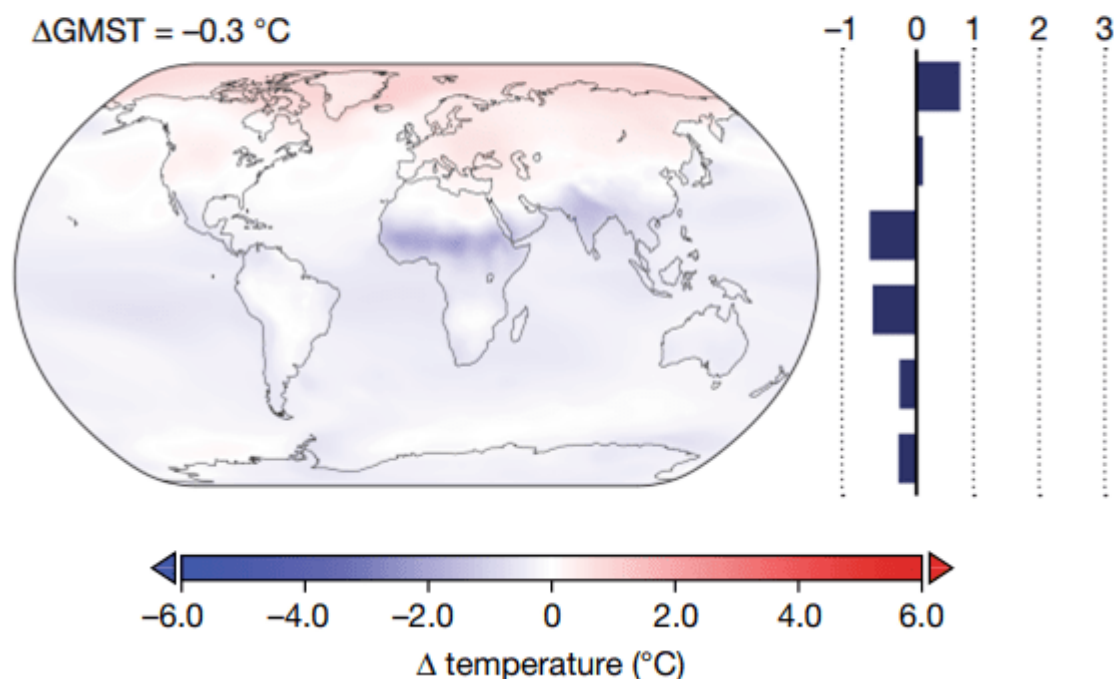 ΔGMST = –0.3 °C
–1 0 1 2 3
–6.0 –4.0 –2.0 0 2.0 4.0 6.0
Δ temperature (°C)